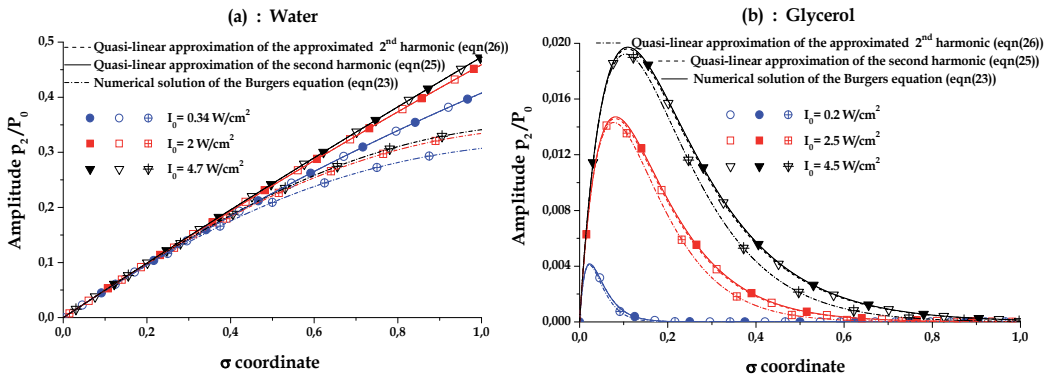 (a) : Water
Amplitude p2/P0
0,5
0,4
0,3
0,2
0,1
0,0
Quasi-linear approximation of the approximated 2nd harmonic (eqn(26))
Quasi-linear approximation of the second harmonic (eqn(25))
Numerical solution of the Burgers equation (eqn(23))
I0= 0.34 W/cm2
I0= 2 W/cm2
I0= 4.7 W/cm2
0,0 0,2 0,4 0,6 0,8 1,0
σ coordinate
(b) : Glycerol
Amplitude p2/P0
0,020
0,016
0,012
0,008
0,004
0,000
Quasi-linear approximation of the approximated 2nd harmonic (eqn(26))
Quasi-linear approximation of the second harmonic (eqn(25))
Numerical solution of the Burgers equation (eqn(23))
I0= 0.2 W/cm2
I0= 2.5 W/cm2
I0= 4.5 W/cm2
0,0 0,2 0,4 0,6 0,8 1,0
σ coordinate